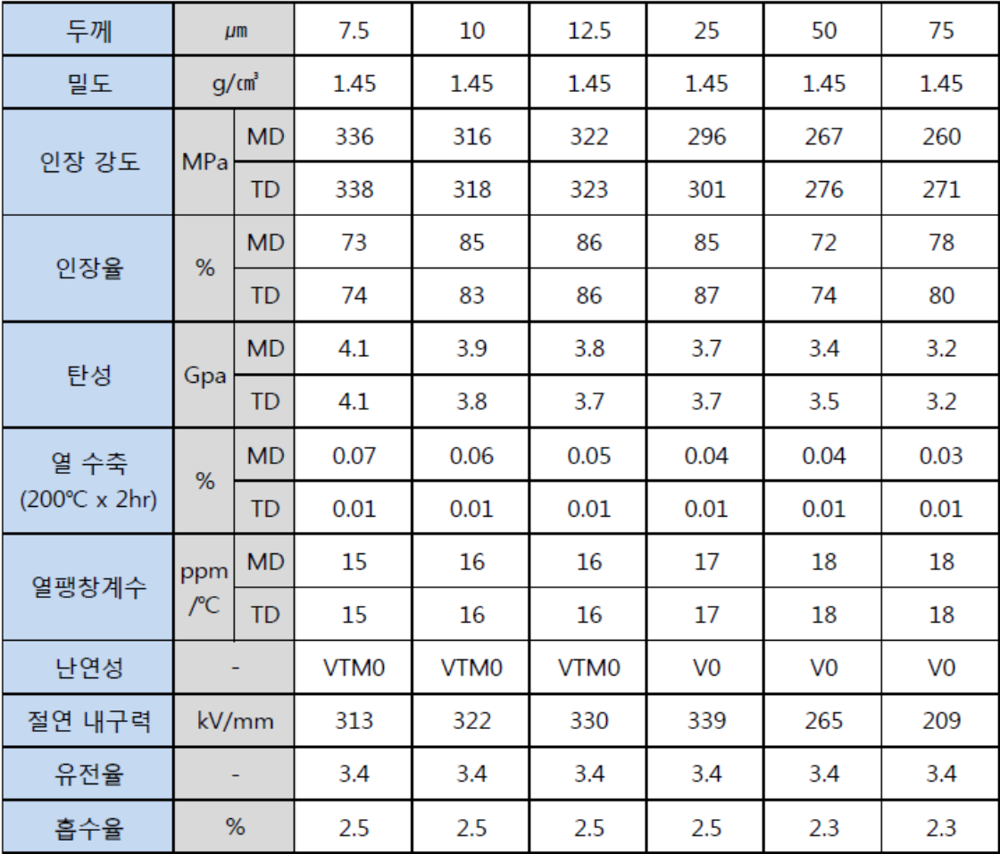 두께 μm 7.5 10 12.5 25 50 75
밀도 g/㎤ 1.45 1.45 1.45 1.45 1.45 1.45
인장 강도 MPa MD 336 316 322 296 267 260
TD 338 318 323 301 276 271
인장율 % MD 73 85 86 85 72 78
TD 74 83 86 87 74 80
탄성 Gpa MD 4.1 3.9 3.8 3.7 3.4 3.2
TD 4.1 3.8 3.7 3.7 3.5 3.2
열 수축 % MD 0.07 0.06 0.05 0.04 0.04 0.03
(200℃ x 2hr) TD 0.01 0.01 0.01 0.01 0.01 0.01
열팽창계수 ppm MD 15 16 16 17 18 18
/℃ TD 15 16 16 17 18 18
난연성 - VTM0 VTM0 VTM0 V0 V0 V0
절연 내구력 kV/mm 313 322 330 339 265 209
유전율 - 3.4 3.4 3.4 3.4 3.4 3.4
흡수율 % 2.5 2.5 2.5 2.5 2.3 2.3